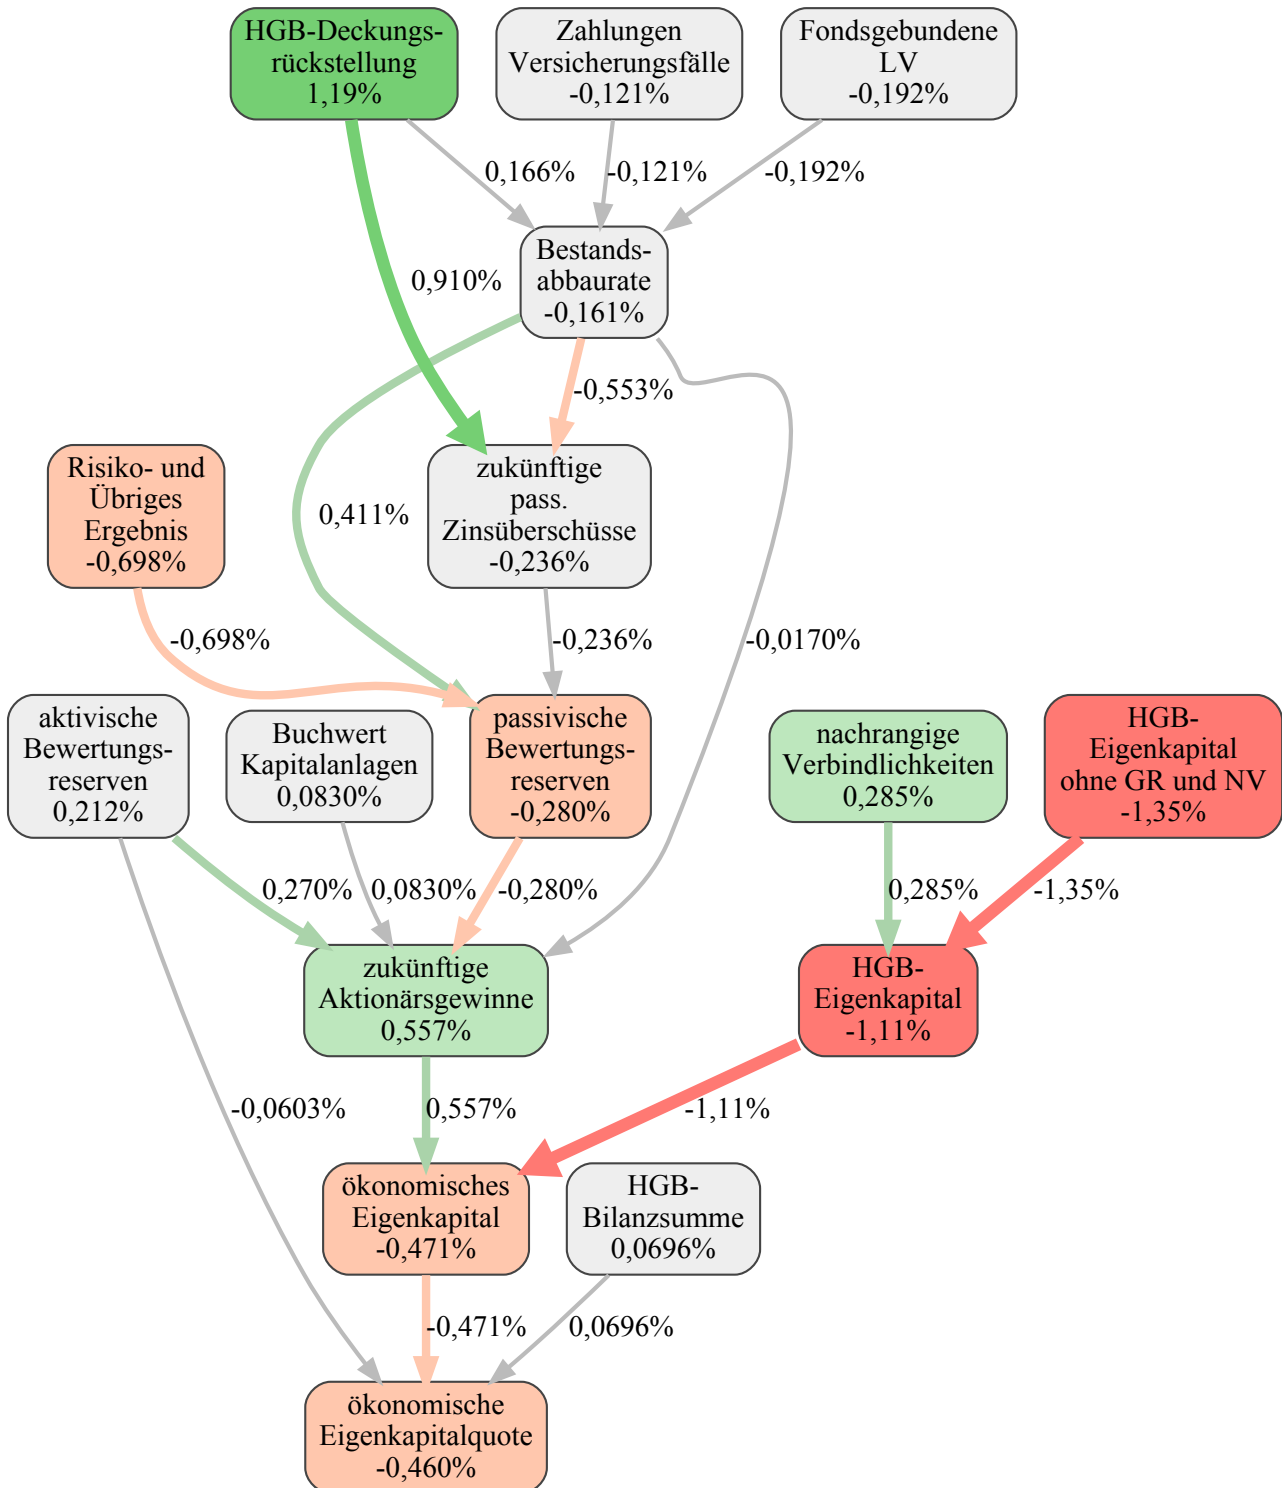 HGB-Deckungs-
rückstellung
1,19%
Zahlungen
Versicherungsfälle
-0,121%
Fondsgebundene
LV
-0,192%
0,166%
-0,121%
-0,192%
Bestands-
abbaurate
-0,161%
0,910%
-0,553%
Risiko- und
Übriges
Ergebnis
-0,698%
0,411%
zukünftige
pass.
Zinsüberschüsse
-0,236%
-0,698%
-0,236%
-0,0170%
aktivische
Bewertungs-
reserven
0,212%
Buchwert
Kapitalanlagen
0,0830%
passivische
Bewertungs-
reserven
-0,280%
nachrangige
Verbindlichkeiten
0,285%
HGB-
Eigenkapital
ohne GR und NV
-1,35%
0,270%
0,0830%
-0,280%
0,285%
-1,35%
zukünftige
Aktionärsgewinne
0,557%
HGB-
Eigenkapital
-1,11%
-0,0603%
0,557%
-1,11%
ökonomisches
Eigenkapital
-0,471%
HGB-
Bilanzsumme
0,0696%
-0,471%
0,0696%
ökonomische
Eigenkapitalquote
-0,460%